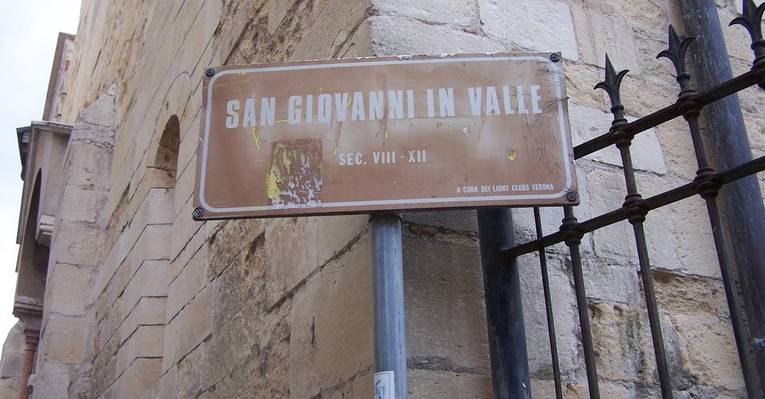 SAN GIOVANNI IN VALLE
SEC. VIII - XII
A CURA DEI LIONS CLUBS VERONA